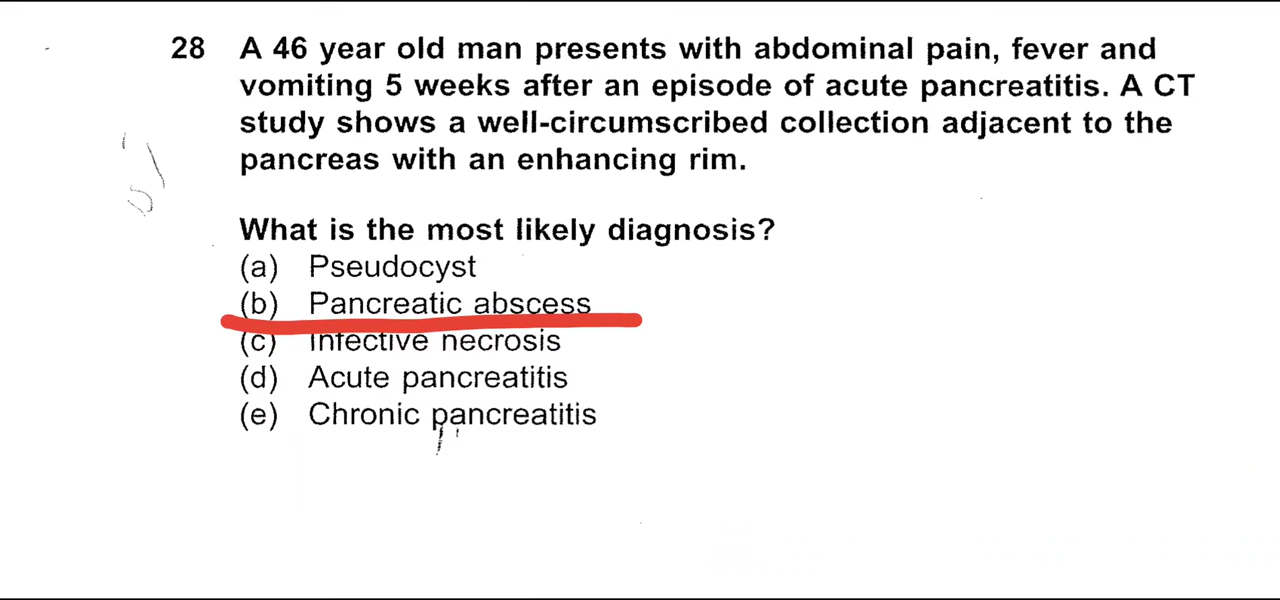 28 A 46 year old man presents with abdominal pain, fever and
vomiting 5 weeks after an episode of acute pancreatitis. A CT
study shows a well-circumscribed collection adjacent to the
pancreas with an enhancing rim.
What is the most likely diagnosis?
(a) Pseudocyst
(b) Pancreatic abscess
(c) Infective necrosis
(d) Acute pancreatitis
(e) Chronic pancreatitis